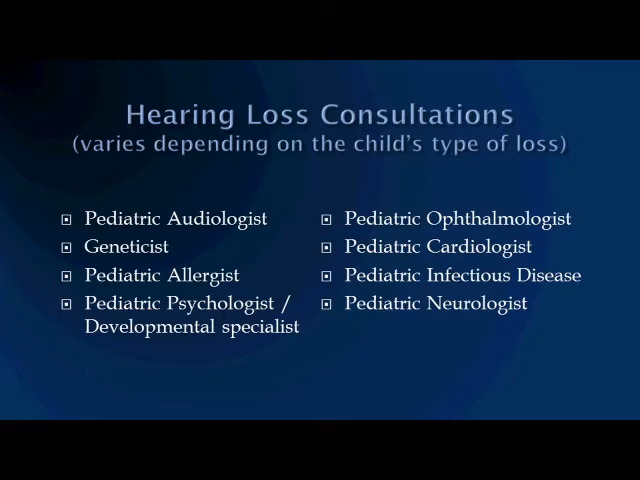 Hearing Loss Consultations
(varies depending on the child's type of loss)
Pediatric Audiologist
Geneticist
Pediatric Allergist
Pediatric Psychologist /
Developmental specialist
Pediatric Ophthalmologist
Pediatric Cardiologist
Pediatric Infectious Disease
Pediatric Neurologist